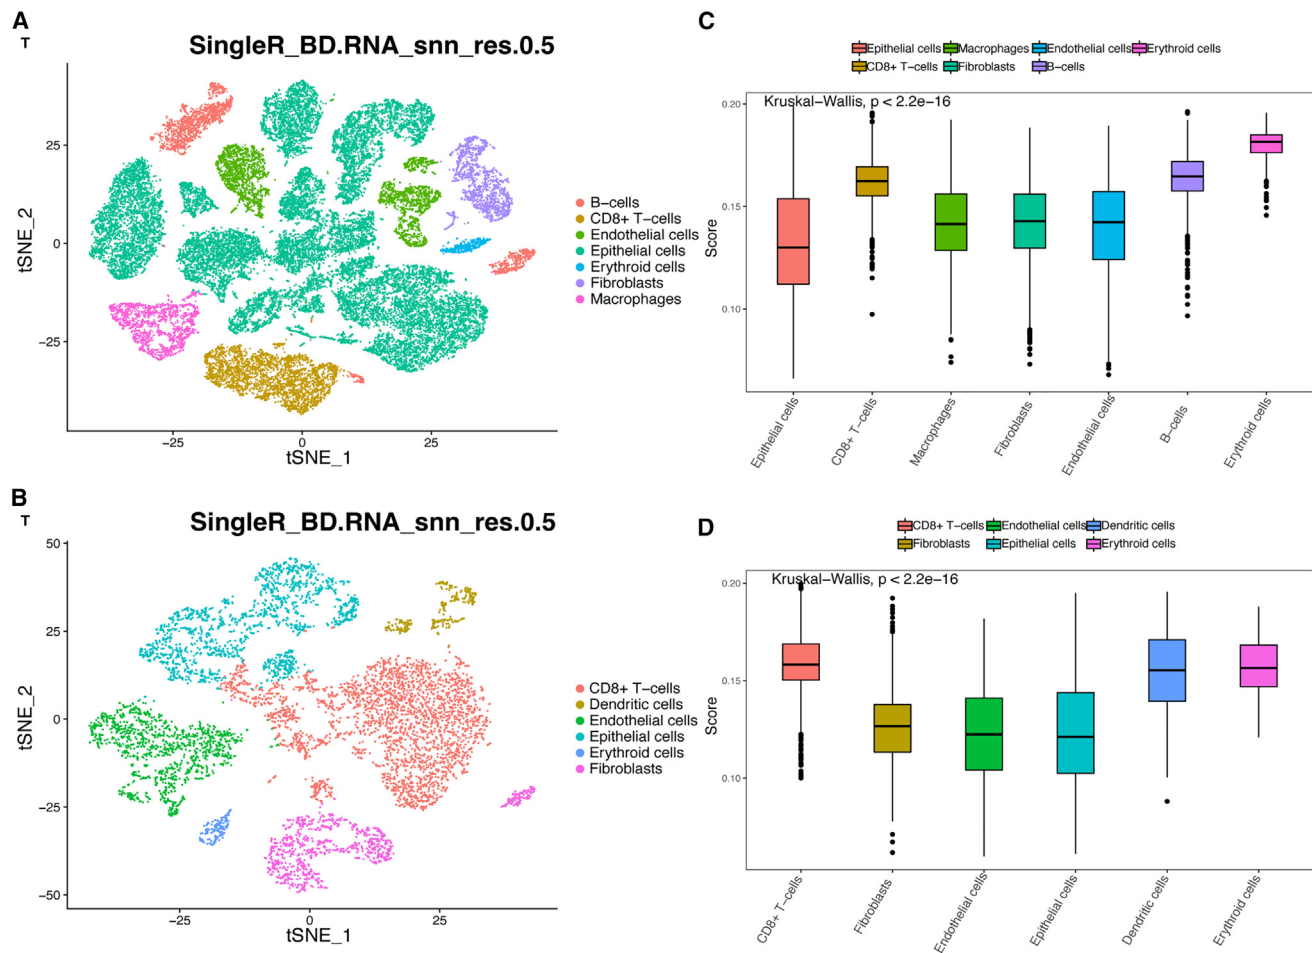 A
T
SingleR_BD.RNA_snn_res.0.5
25
0
−25
tSNE_2
−25
0
25
tSNE_1
B−cells
CD8+ T−cells
Endothelial cells
Epithelial cells
Erythroid cells
Fibroblasts
Macrophages
B
T
SingleR_BD.RNA_snn_res.0.5
50
25
0
−25
−50
tSNE_2
−25
0
25
tSNE_1
CD8+ T−cells
Dendritic cells
Endothelial cells
Epithelial cells
Erythroid cells
Fibroblasts
C
Epithelial cells Macrophages Endothelial cells Erythroid cells
CD8+ T−cells Fibroblasts B−cells
Kruskal−Wallis, p < 2.2e−16
0.20
0.15
0.10
Score
Epithelial cells
CD8+ T−cells
Macrophages
Fibroblasts
Endothelial cells
B−cells
Erythroid cells
D
CD8+ T−cells Endothelial cells Dendritic cells
Fibroblasts Epithelial cells Erythroid cells
Kruskal−Wallis, p < 2.2e−16
0.20
0.15
0.10
Score
CD8+ T−cells
Fibroblasts
Endothelial cells
Epithelial cells
Dendritic cells
Erythroid cells